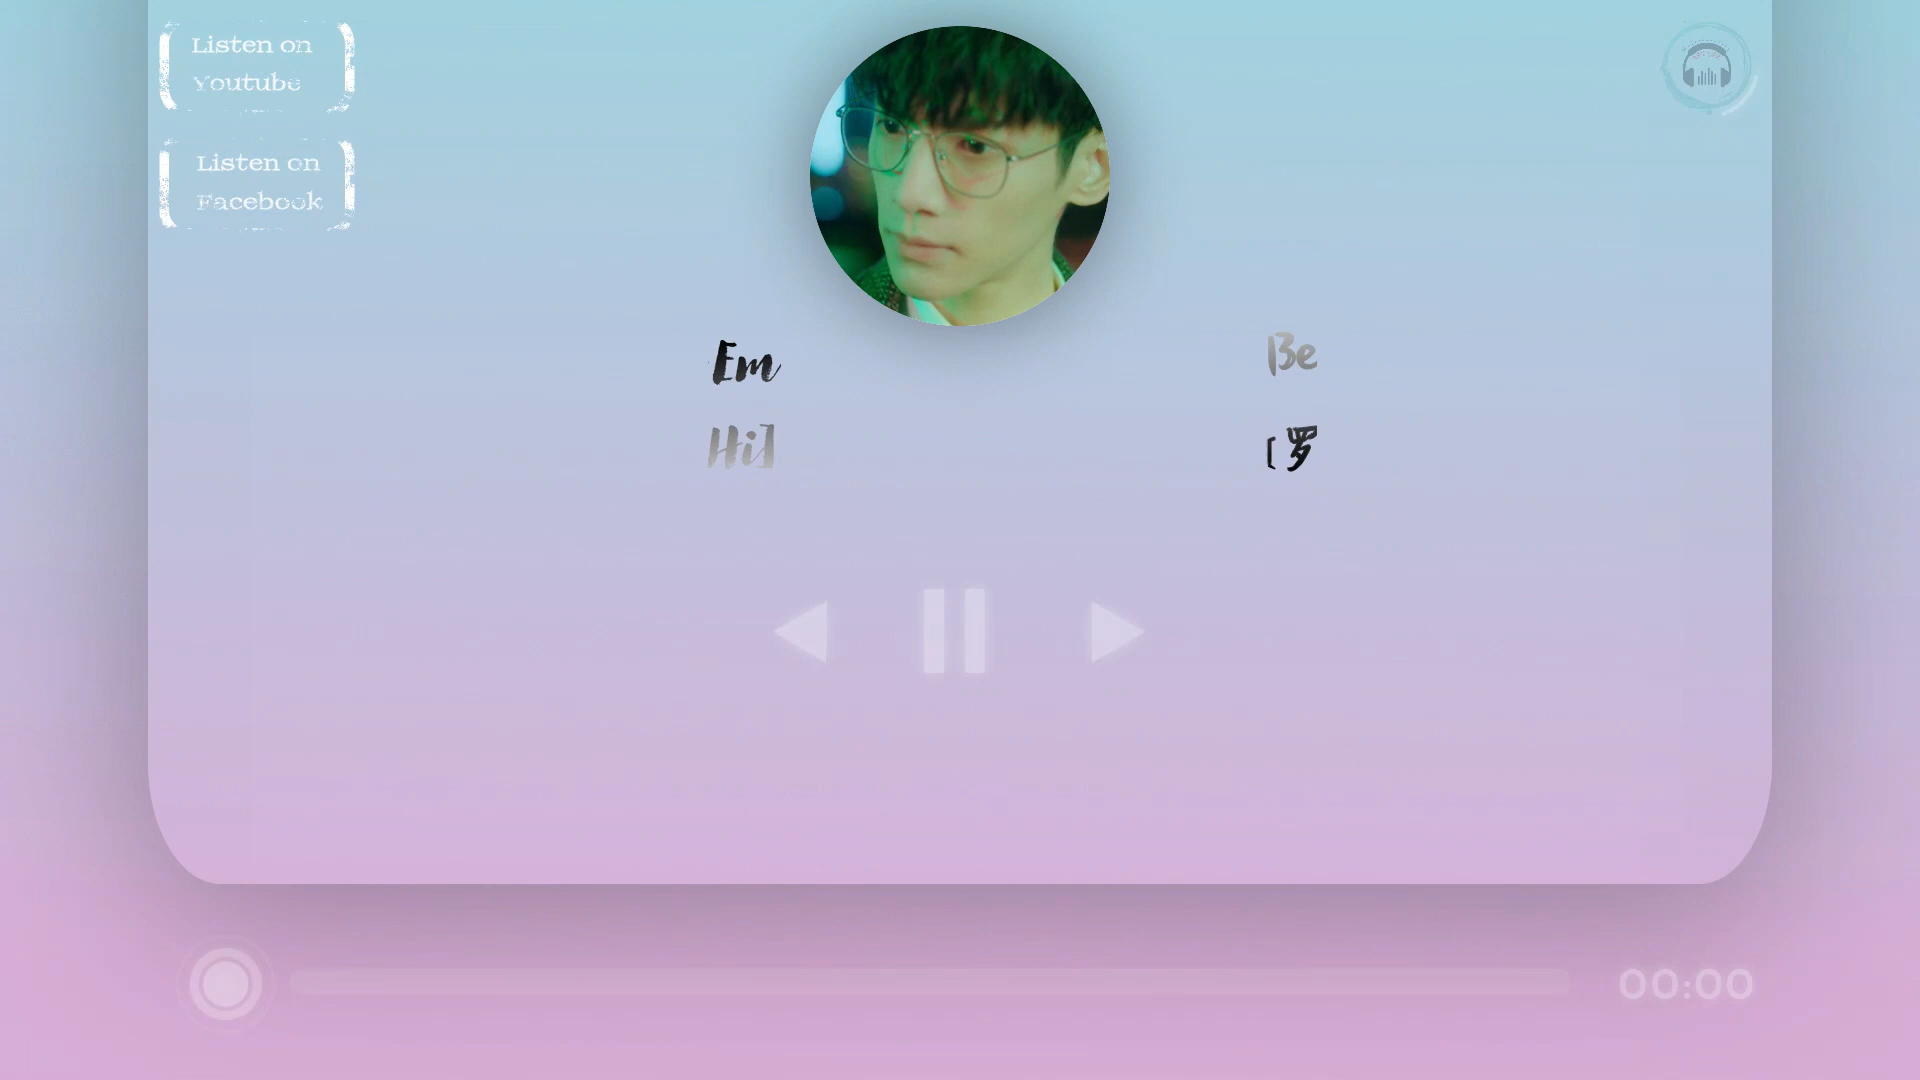 Listen on
Youtube
Listen on
Facebook
Em
Be
Hi]
[罗
00:00